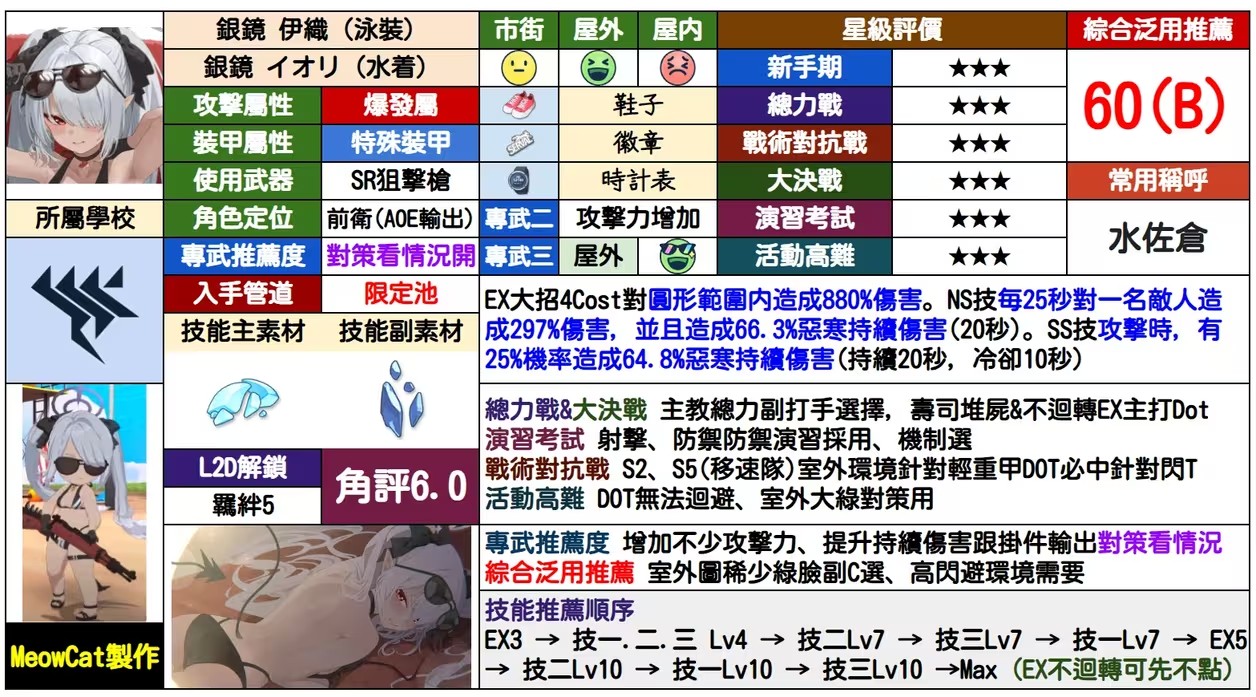 銀鏡 伊織（泳裝）
銀鏡 イオリ（水着）
攻擊屬性 爆發屬
裝甲屬性 特殊裝甲
使用武器 SR狙擊槍
所屬學校
角色定位 前衛(AOE輸出)
專武推薦度 對策看情況開
入手管道 限定池
技能主素材 技能副素材
L2D解鎖
羈絆5
角評6.0
MeowCat製作
市街 屋外 屋内
鞋子
徽章
時計表
專武二 攻擊力增加
專武三 屋外
星級評價
新手期 ★★★
總力戰 ★★★
戰術對抗戰 ★★★
大決戰 ★★★
演習考試 ★★★
活動高難 ★★★
綜合泛用推薦
60(B)
常用稱呼
水佐倉
EX大招4Cost對圓形範圍內造成880%傷害。NS技每25秒對一名敵人造
成297%傷害, 並且造成66.3%惡寒持續傷害(20秒)。SS技攻擊時, 有
25%機率造成64.8%惡寒持續傷害(持續20秒, 冷卻10秒)
總力戰&大決戰 主教總力副打手選擇, 壽司堆屍&不迴轉EX主打Dot
演習考試 射擊、防禦防禦演習採用、機制選
戰術對抗戰 S2、S5(移速隊)室外環境針對輕重甲DOT必中針對閃T
活動高難 DOT無法迴避、室外大綠對策用
專武推薦度 增加不少攻擊力、提升持續傷害跟掛件輸出對策看情況
綜合泛用推薦 室外圖稀少綠臉副C選、高閃避環境需要
技能推薦順序
EX3 → 技一.二.三 Lv4 → 技二Lv7 → 技三Lv7 → 技一Lv7 → EX5
→ 技二Lv10 → 技一Lv10 → 技三Lv10 →Max (EX不迴轉可先不點)